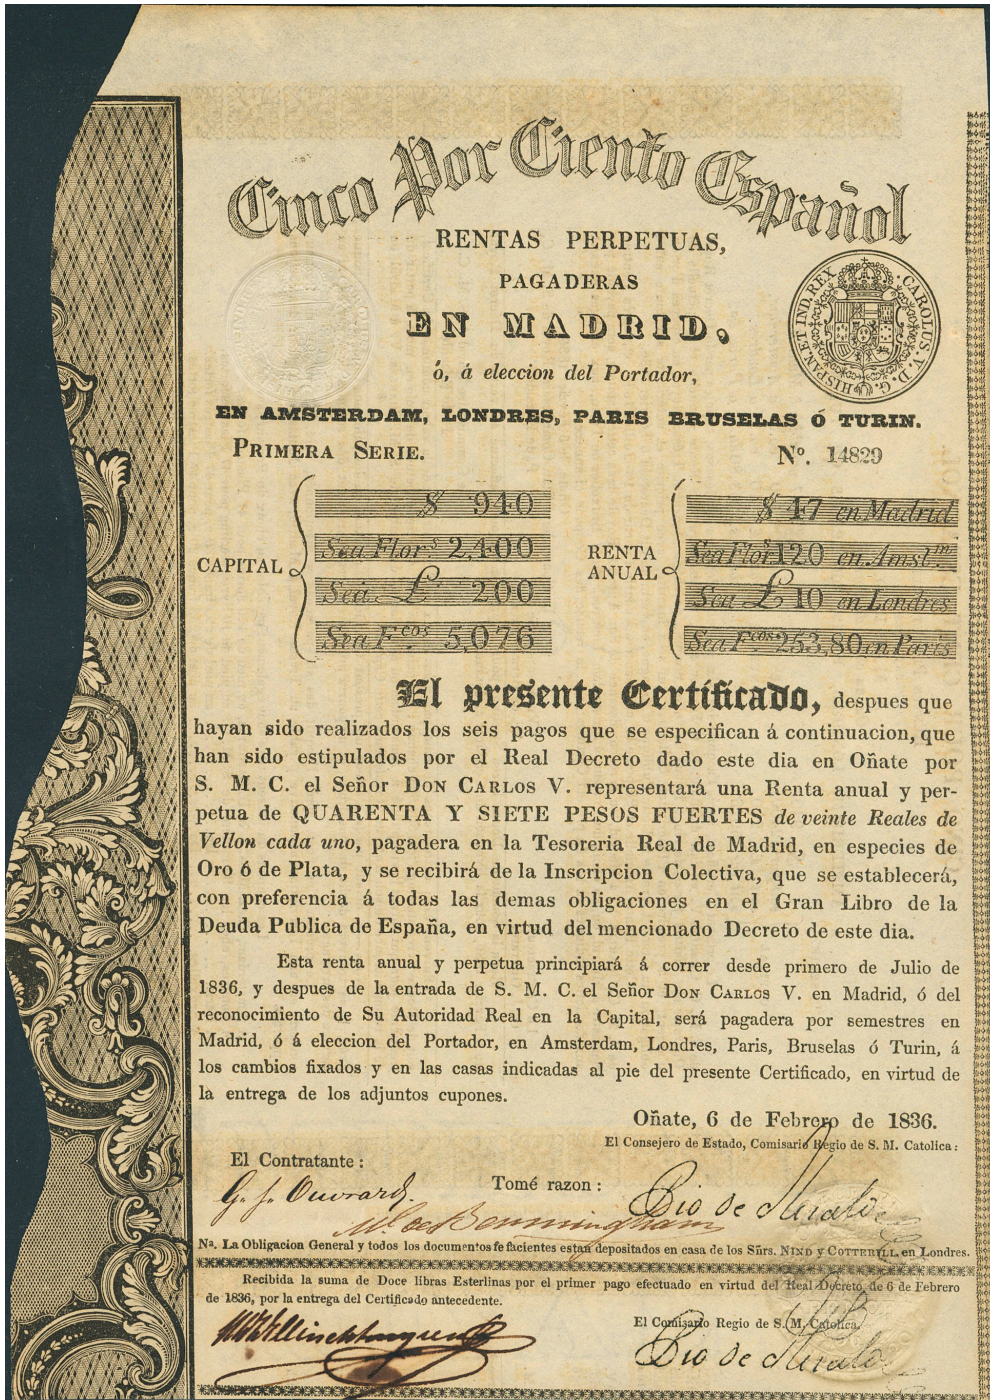 Cinco Por Ciento Español
RENTAS PERPETUAS,
PAGADERAS
EN MADRID,
ó, á eleccion del Portador,
CAROLUS. V. D. G. HISPAN. ET IND. REX
EN AMSTERDAM, LONDRES, PARIS BRUSELAS Ó TURIN.
PRIMERA SERIE.
Nº. 14829
CAPITAL
$ 940
Sea Flor.s 2,400
Sea £ 200
Sea F.cos 5,076
RENTA ANUAL
$ 47 en Madrid
Sea Flor.s 120 en Amst.m
Sea £ 10 en Londres
Sea F.cos 253,80 en Paris
El presente Certificado, despues que
hayan sido realizados los seis pagos que se especifican á continuacion, que
han sido estipulados por el Real Decreto dado este dia en Oñate por
S. M. C. el Señor DON CARLOS V. representará una Renta anual y per-
petua de QUARENTA Y SIETE PESOS FUERTES de veinte Reales de
Vellon cada uno, pagadera en la Tesoreria Real de Madrid, en especies de
Oro ó de Plata, y se recibirá de la Inscripcion Colectiva, que se establecerá,
con preferencia á todas las demas obligaciones en el Gran Libro de la
Deuda Publica de España, en virtud del mencionado Decreto de este dia.
Esta renta anual y perpetua principiará á correr desde primero de Julio de
1836, y despues de la entrada de S. M. C. el Señor DON CARLOS V. en Madrid, ó del
reconocimiento de Su Autoridad Real en la Capital, será pagadera por semestres en
Madrid, ó á eleccion del Portador, en Amsterdam, Londres, Paris, Bruselas ó Turin, á
los cambios fixados y en las casas indicadas al pie del presente Certificado, en virtud de
la entrega de los adjuntos cupones.
Oñate, 6 de Febrero de 1836.
El Consejero de Estado, Comisario Regio de S. M. Catolica:
El Contratante:
Tomé razon:
G. J. Ouvrard.
Na. La Obligacion General y todos los documentos fefacientes estan depositados en casa de los Sñrs. NIND Y COTTERILL, en Londres.
Recibida la suma de Doce libras Esterlinas por el primer pago efectuado en virtud del Real Decreto de 6 de Febrero
de 1836, por la entrega del Certificado antecedente.
El Comisario Regio de S. M. Catolica.